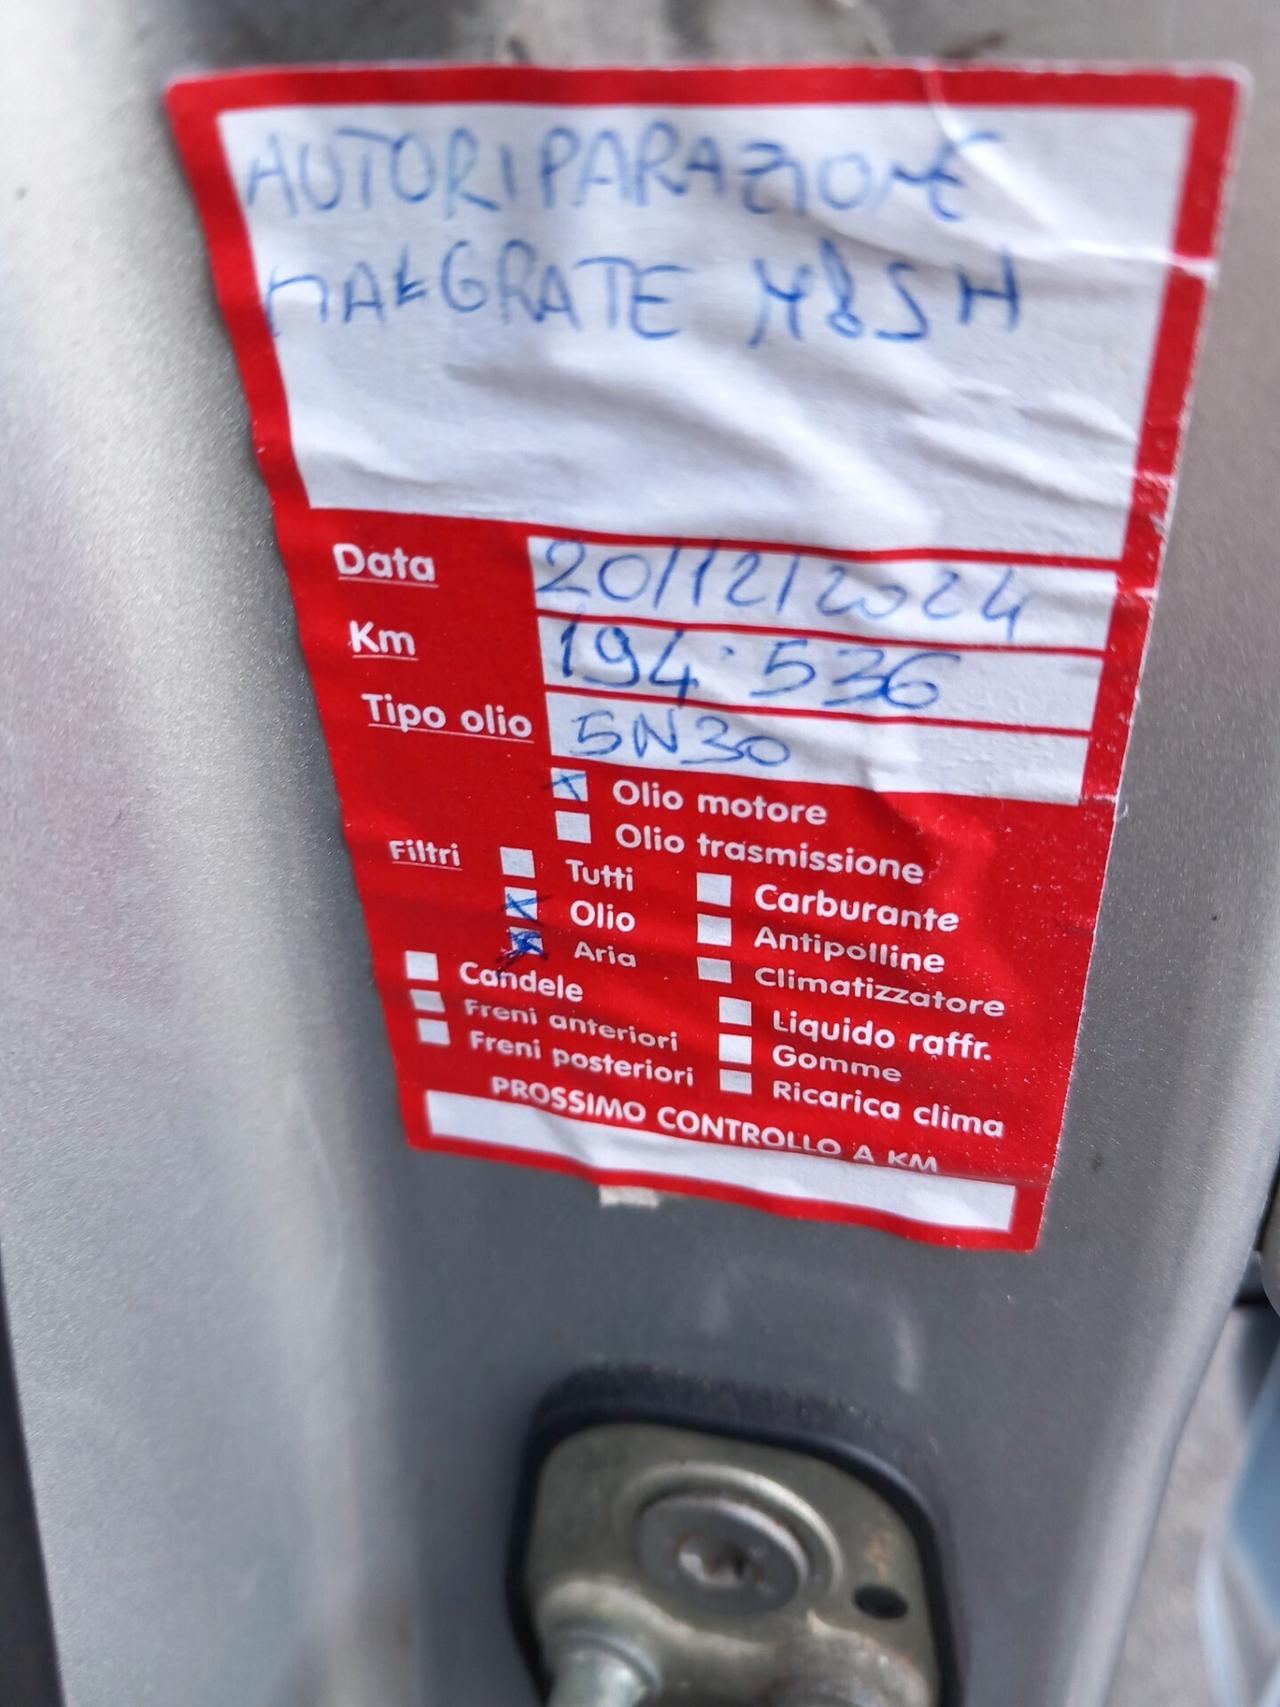 AUTORIPARAZIONE
MALGRATE
Data 20/12/2024
Km 194.536
Tipo olio 5W30
Olio motore
Olio trasmissione
Filtri Tutti Carburante
Olio Antipolline
Aria Climatizzatore
Candele Liquido raffr.
Freni anteriori Gomme
Freni posteriori Ricarica clima
PROSSIMO CONTROLLO A KM